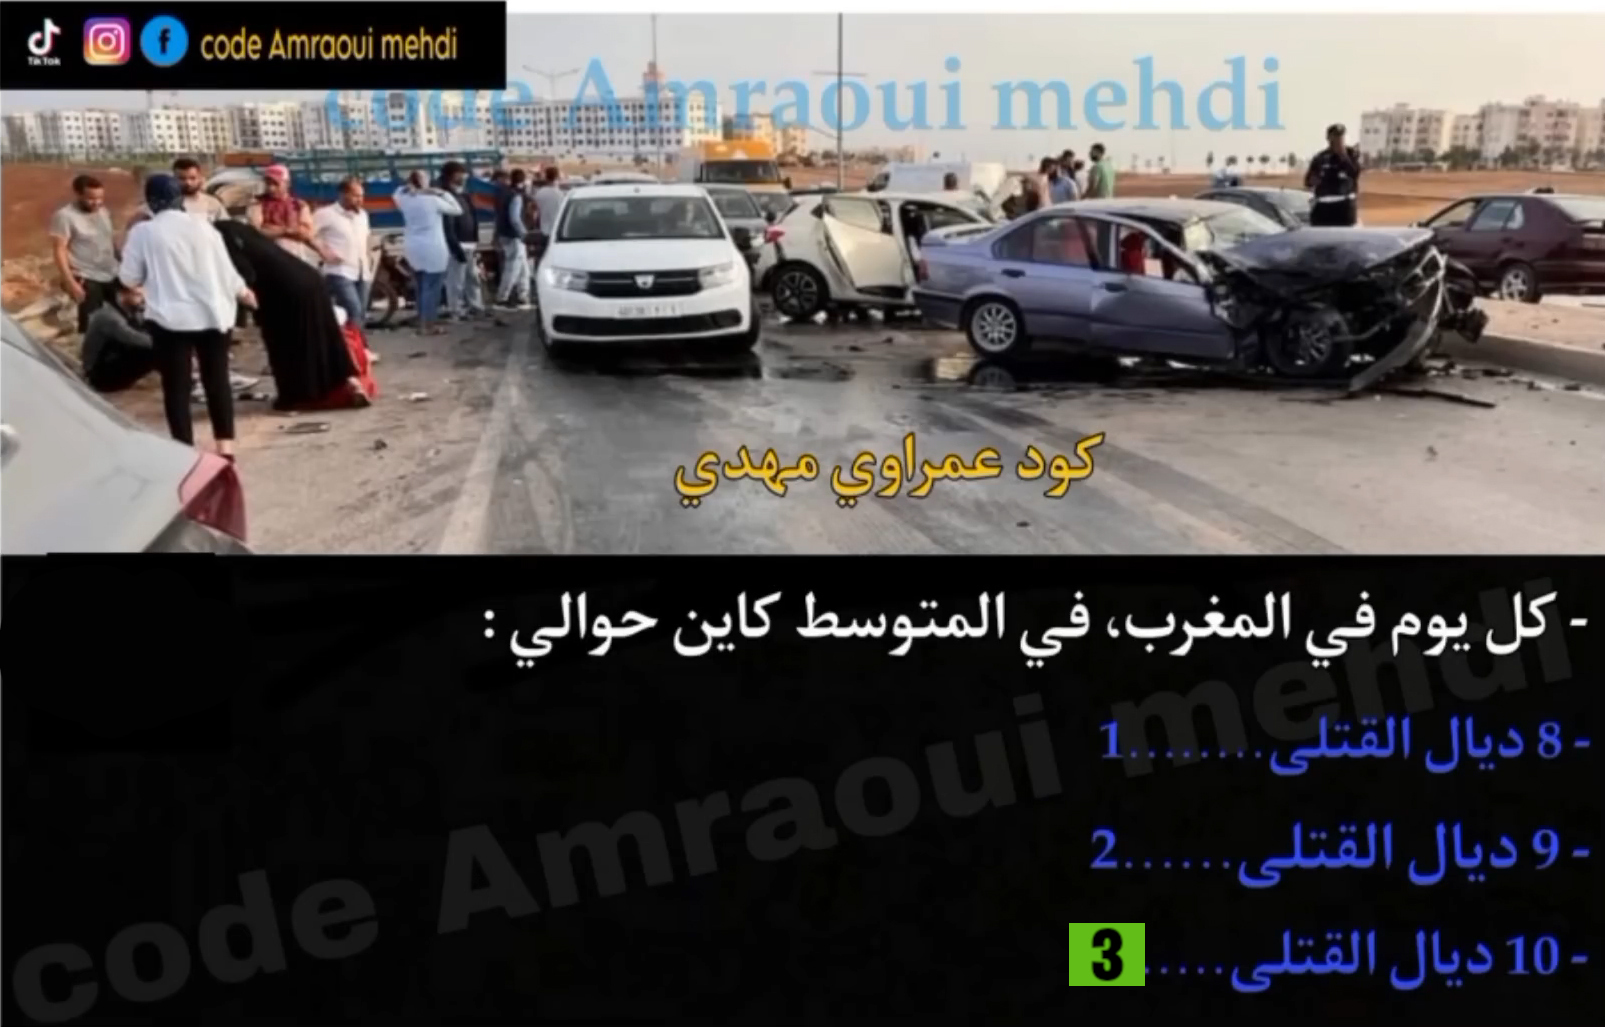 TikTok
code Amraoui mehdi
code Amraoui mehdi
كود عمراوي مهدي
- كل يوم في المغرب، في المتوسط كاين حوالي :
- 8 ديال القتلى........1
- 9 ديال القتلى......2
- 10 ديال القتلى.....3
code Amraoui mehdi